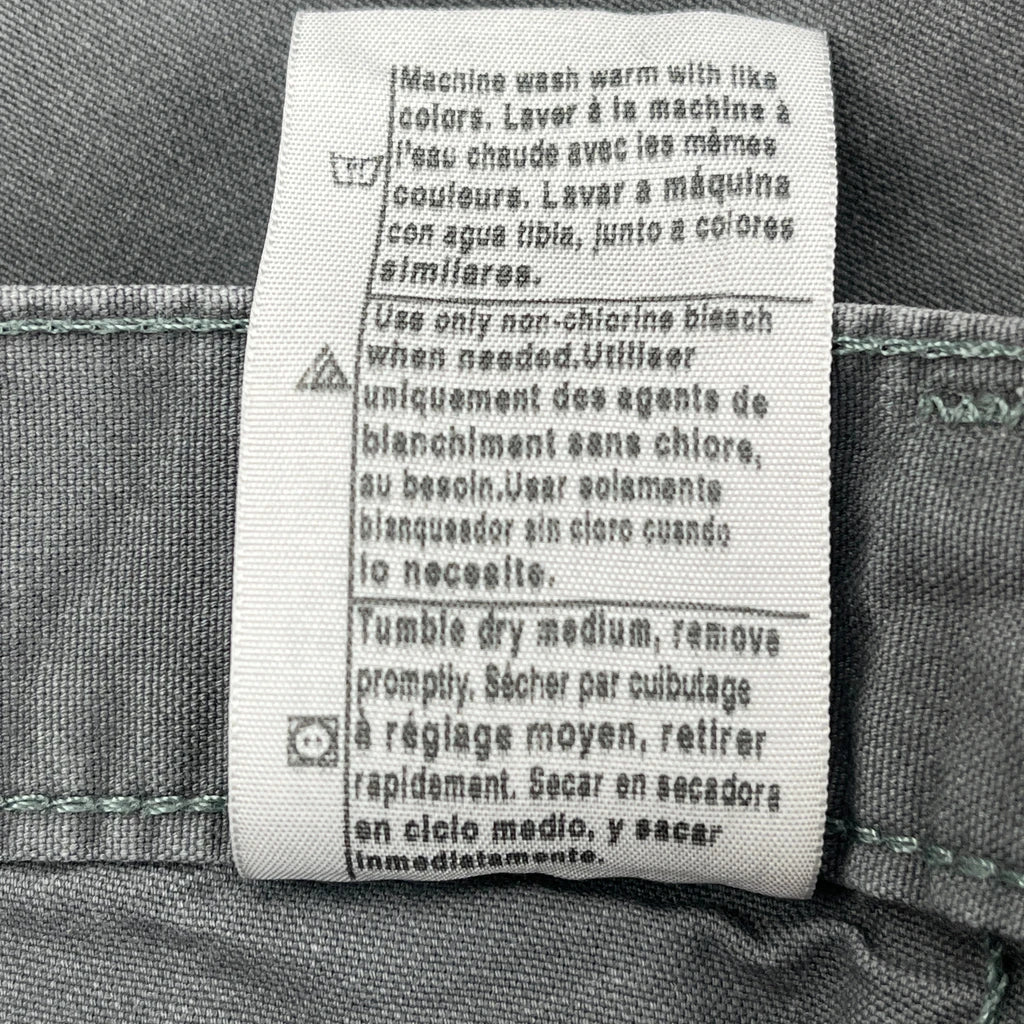 Machine wash warm with like
colors. Laver à la machine à
l'eau chaude avec les mêmes
couleurs. Lavar a máquina
con agua tibia, junto a colores
similares.
Use only non-chlorine bleach
when needed.Utiliser
uniquement des agents de
blanchiment sans chlore,
au besoin.Usar solamente
blanqueador sin cloro cuando
lo necesite.
Tumble dry medium, remove
promptly. Sécher par culbutage
à réglage moyen, retirer
rapidement. Secar en secadora
en ciclo medio, y sacar
inmediatamente.